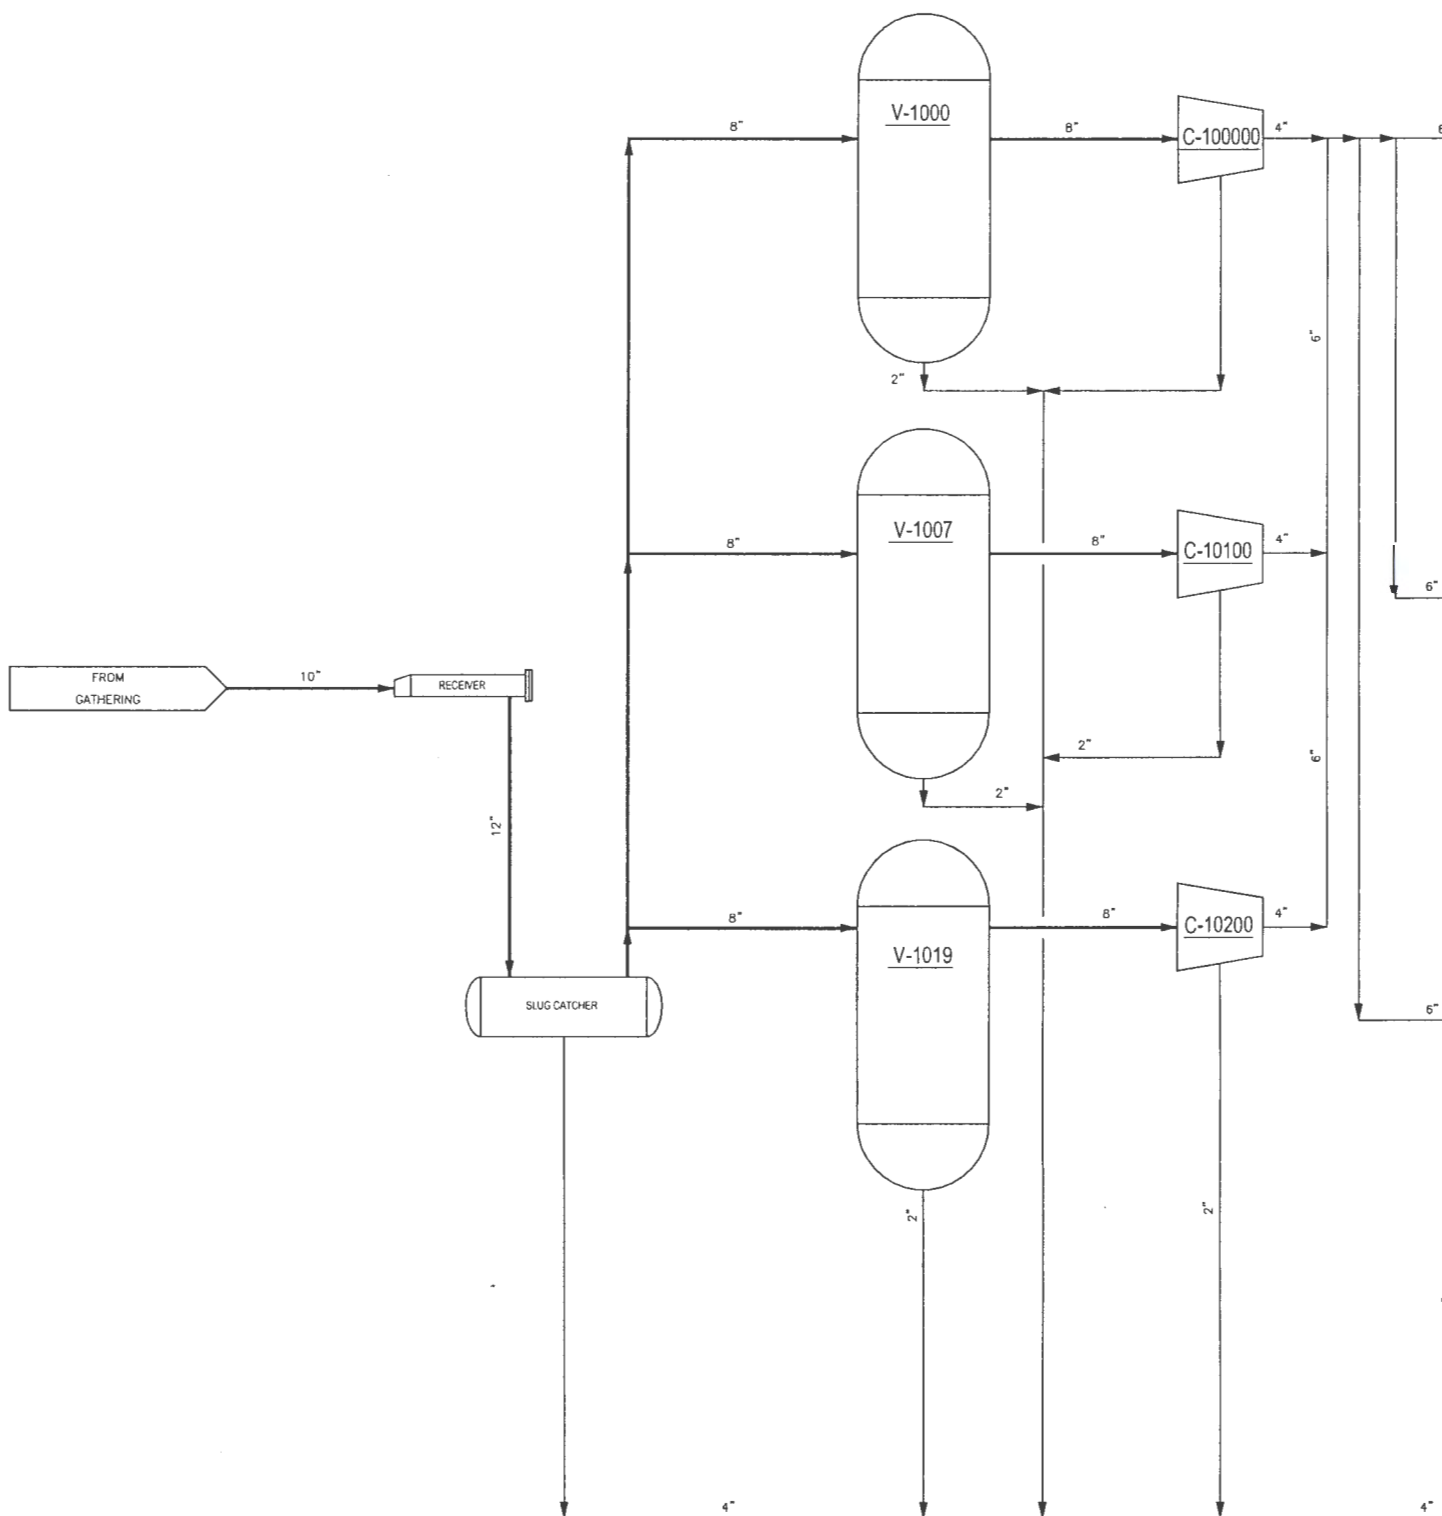 V-1000
8"
8"
C-100000
4"
8
2"
6"
V-1007
8"
8"
C-10100
4"
6"
FROM
GATHERING
10"
RECEIVER
2"
6"
2"
12"
V-1019
8"
8"
C-10200
4"
SLUG CATCHER
6"
2"
2"
4"
4"